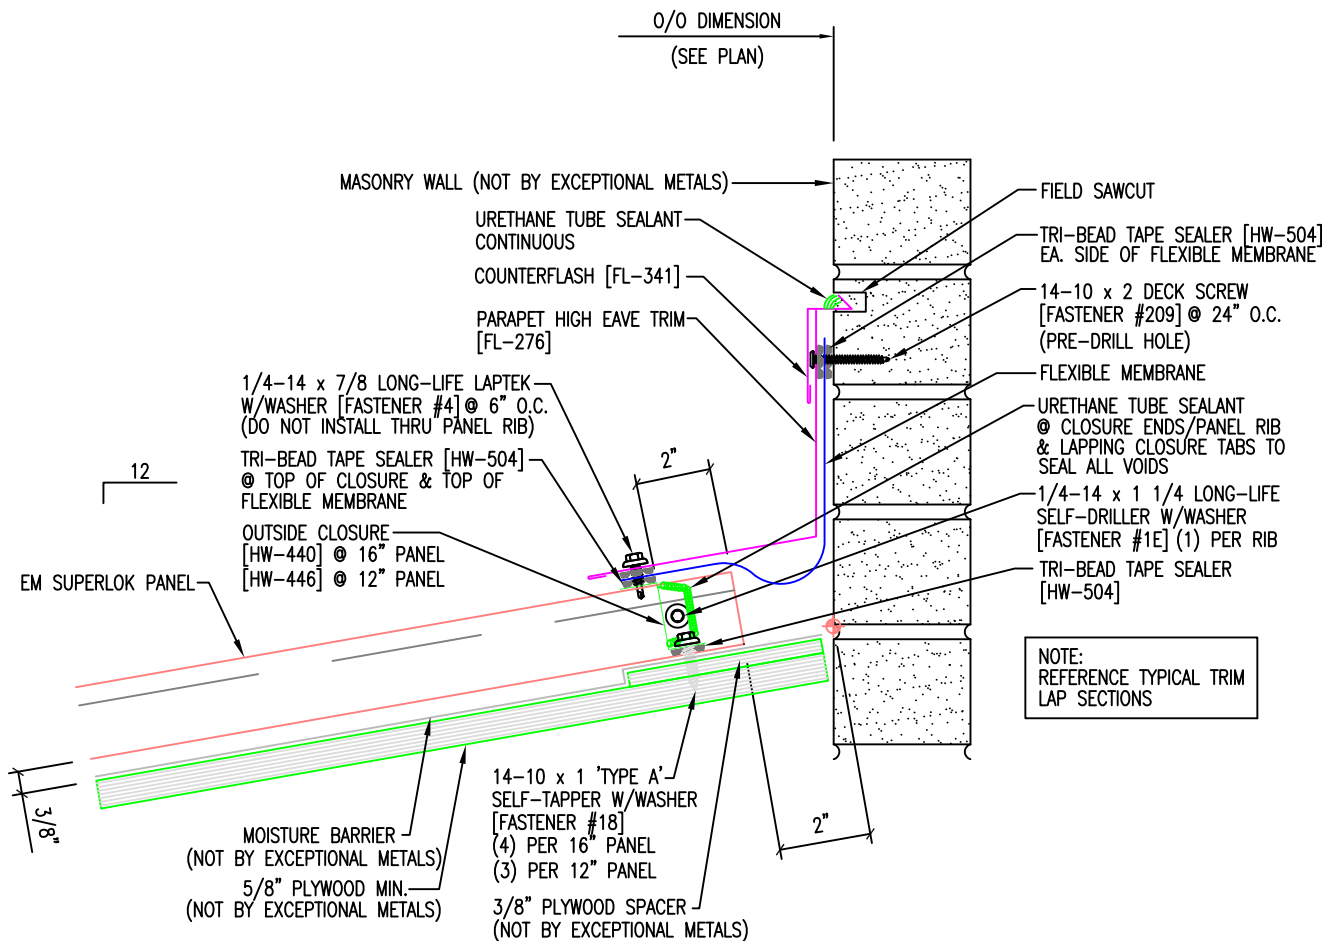 O/O DIMENSION
(SEE PLAN)
MASONRY WALL (NOT BY EXCEPTIONAL METALS)
URETHANE TUBE SEALANT
CONTINUOUS
COUNTERFLASH [FL-341]
PARAPET HIGH EAVE TRIM
[FL-276]
1/4-14 x 7/8 LONG-LIFE LAPTEK
W/WASHER [FASTENER #4] @ 6" O.C.
(DO NOT INSTALL THRU PANEL RIB)
TRI-BEAD TAPE SEALER [HW-504]
@ TOP OF CLOSURE & TOP OF
FLEXIBLE MEMBRANE
OUTSIDE CLOSURE
[HW-440] @ 16" PANEL
[HW-446] @ 12" PANEL
12
EM SUPERLOK PANEL
2"
FIELD SAWCUT
TRI-BEAD TAPE SEALER [HW-504]
EA. SIDE OF FLEXIBLE MEMBRANE
14-10 x 2 DECK SCREW
[FASTENER #209] @ 24" O.C.
(PRE-DRILL HOLE)
FLEXIBLE MEMBRANE
URETHANE TUBE SEALANT
@ CLOSURE ENDS/PANEL RIB
& LAPPING CLOSURE TABS TO
SEAL ALL VOIDS
1/4-14 x 1 1/4 LONG-LIFE
SELF-DRILLER W/WASHER
[FASTENER #1E] (1) PER RIB
TRI-BEAD TAPE SEALER
[HW-504]
NOTE:
REFERENCE TYPICAL TRIM
LAP SECTIONS
3/8"
MOISTURE BARRIER
(NOT BY EXCEPTIONAL METALS)
5/8" PLYWOOD MIN.
(NOT BY EXCEPTIONAL METALS)
14-10 x 1 'TYPE A'
SELF-TAPPER W/WASHER
[FASTENER #18]
(4) PER 16" PANEL
(3) PER 12" PANEL
3/8" PLYWOOD SPACER
(NOT BY EXCEPTIONAL METALS)
2"